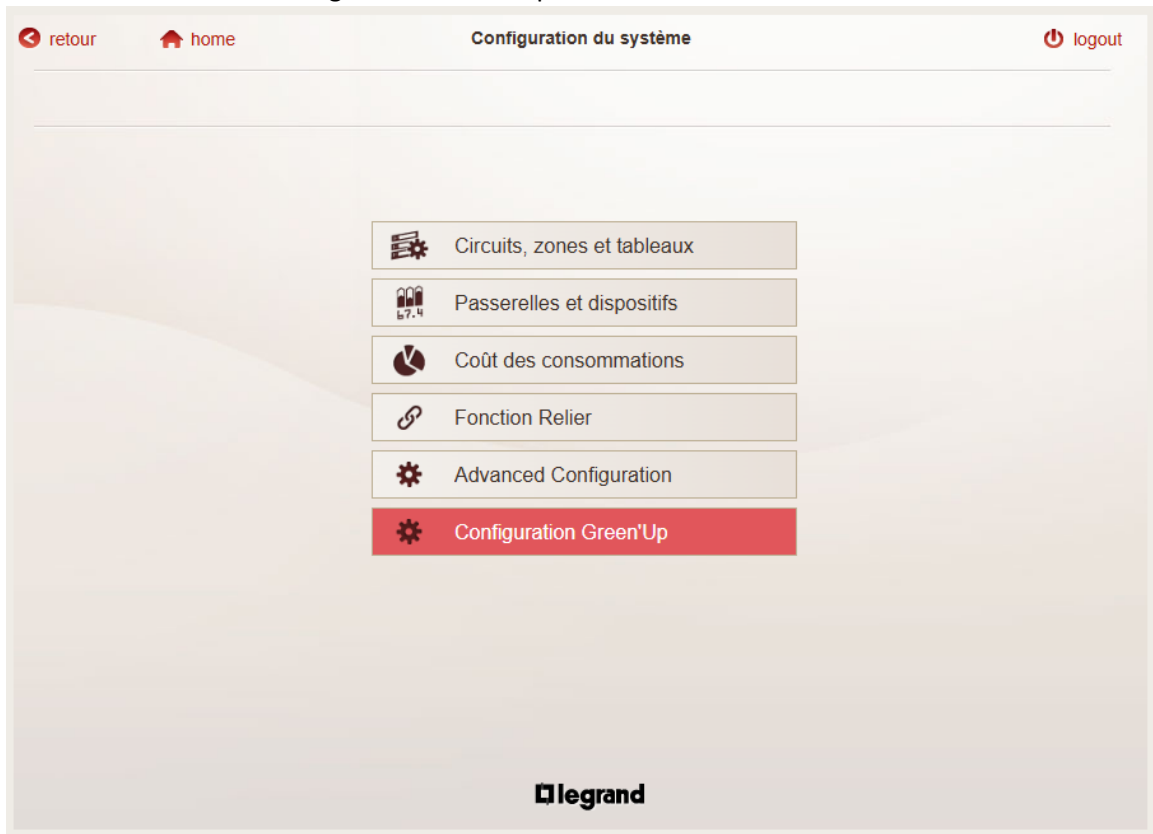 retour home Configuration du système logout
Circuits, zones et tableaux
67.4 Passerelles et dispositifs
Coût des consommations
Fonction Relier
Advanced Configuration
Configuration Green'Up
legrand